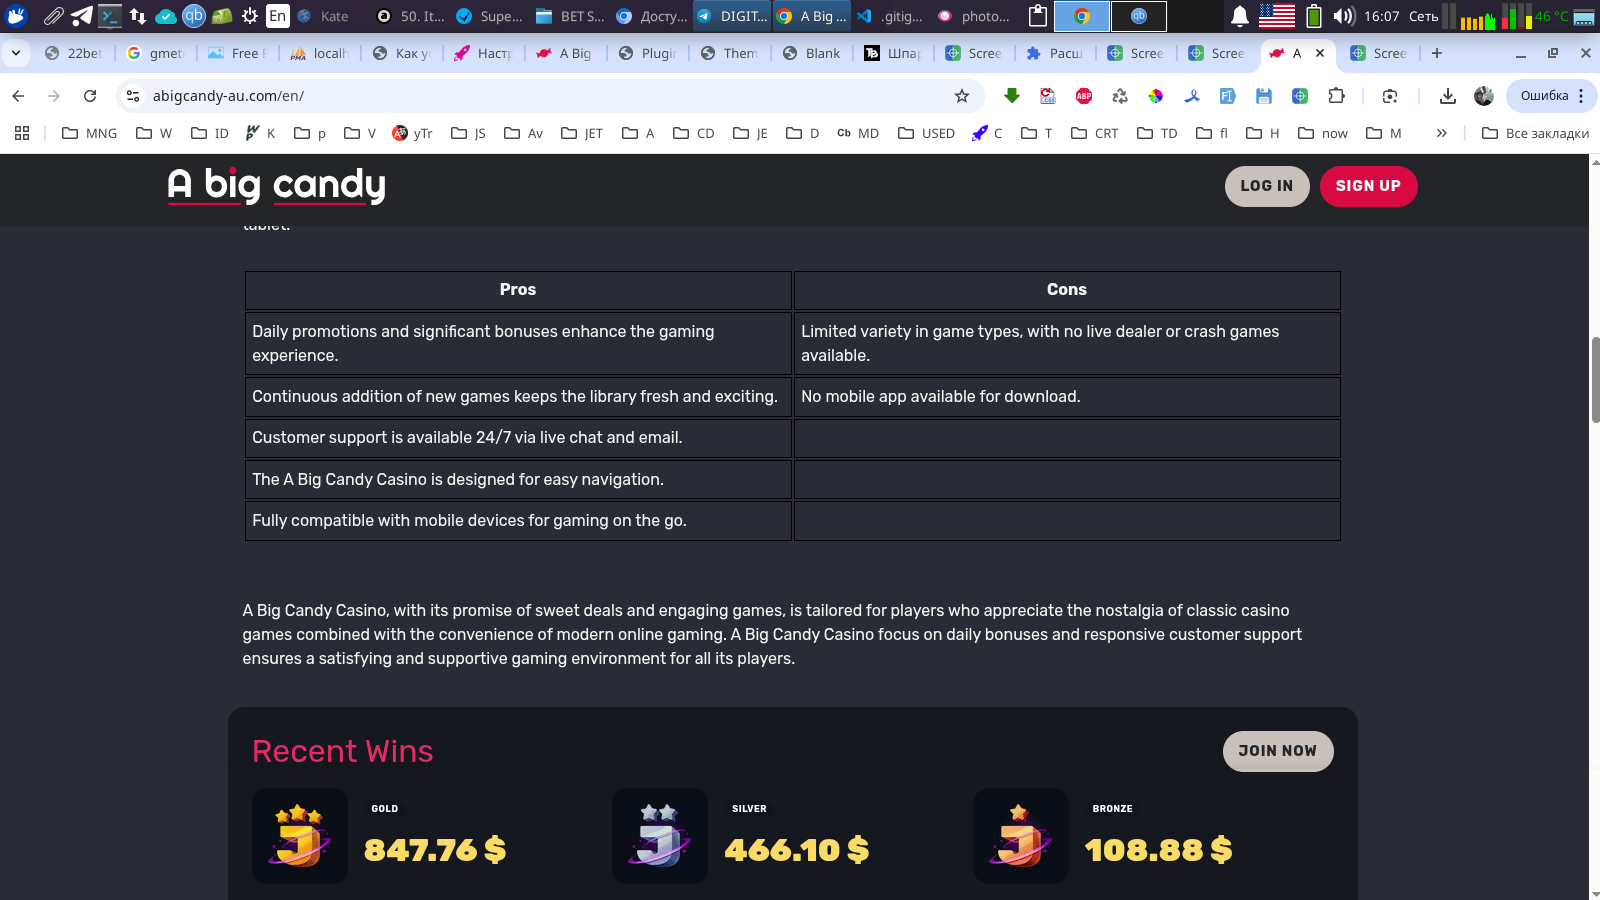 En Kate 50. It... Supe... BET S... Досту... DIGIT... A Big ... .gitig... photo... 16:07 Сеть 46 °C
22bet gmet Free F localh Как у Настр A Big Plugin Them Blank Шпар Scree Расш Scree Scree A Scree
abigcandy-au.com/en/ Ошибка
MNG W ID K p V yTr JS Av JET A CD JE D MD USED C T CRT TD fl H now M Все закладки
A big candy LOG IN SIGN UP
tablet.
Pros Cons
Daily promotions and significant bonuses enhance the gaming experience. Limited variety in game types, with no live dealer or crash games available.
Continuous addition of new games keeps the library fresh and exciting. No mobile app available for download.
Customer support is available 24/7 via live chat and email.
The A Big Candy Casino is designed for easy navigation.
Fully compatible with mobile devices for gaming on the go.
A Big Candy Casino, with its promise of sweet deals and engaging games, is tailored for players who appreciate the nostalgia of classic casino
games combined with the convenience of modern online gaming. A Big Candy Casino focus on daily bonuses and responsive customer support
ensures a satisfying and supportive gaming environment for all its players.
Recent Wins JOIN NOW
GOLD SILVER BRONZE
847.76 $ 466.10 $ 108.88 $